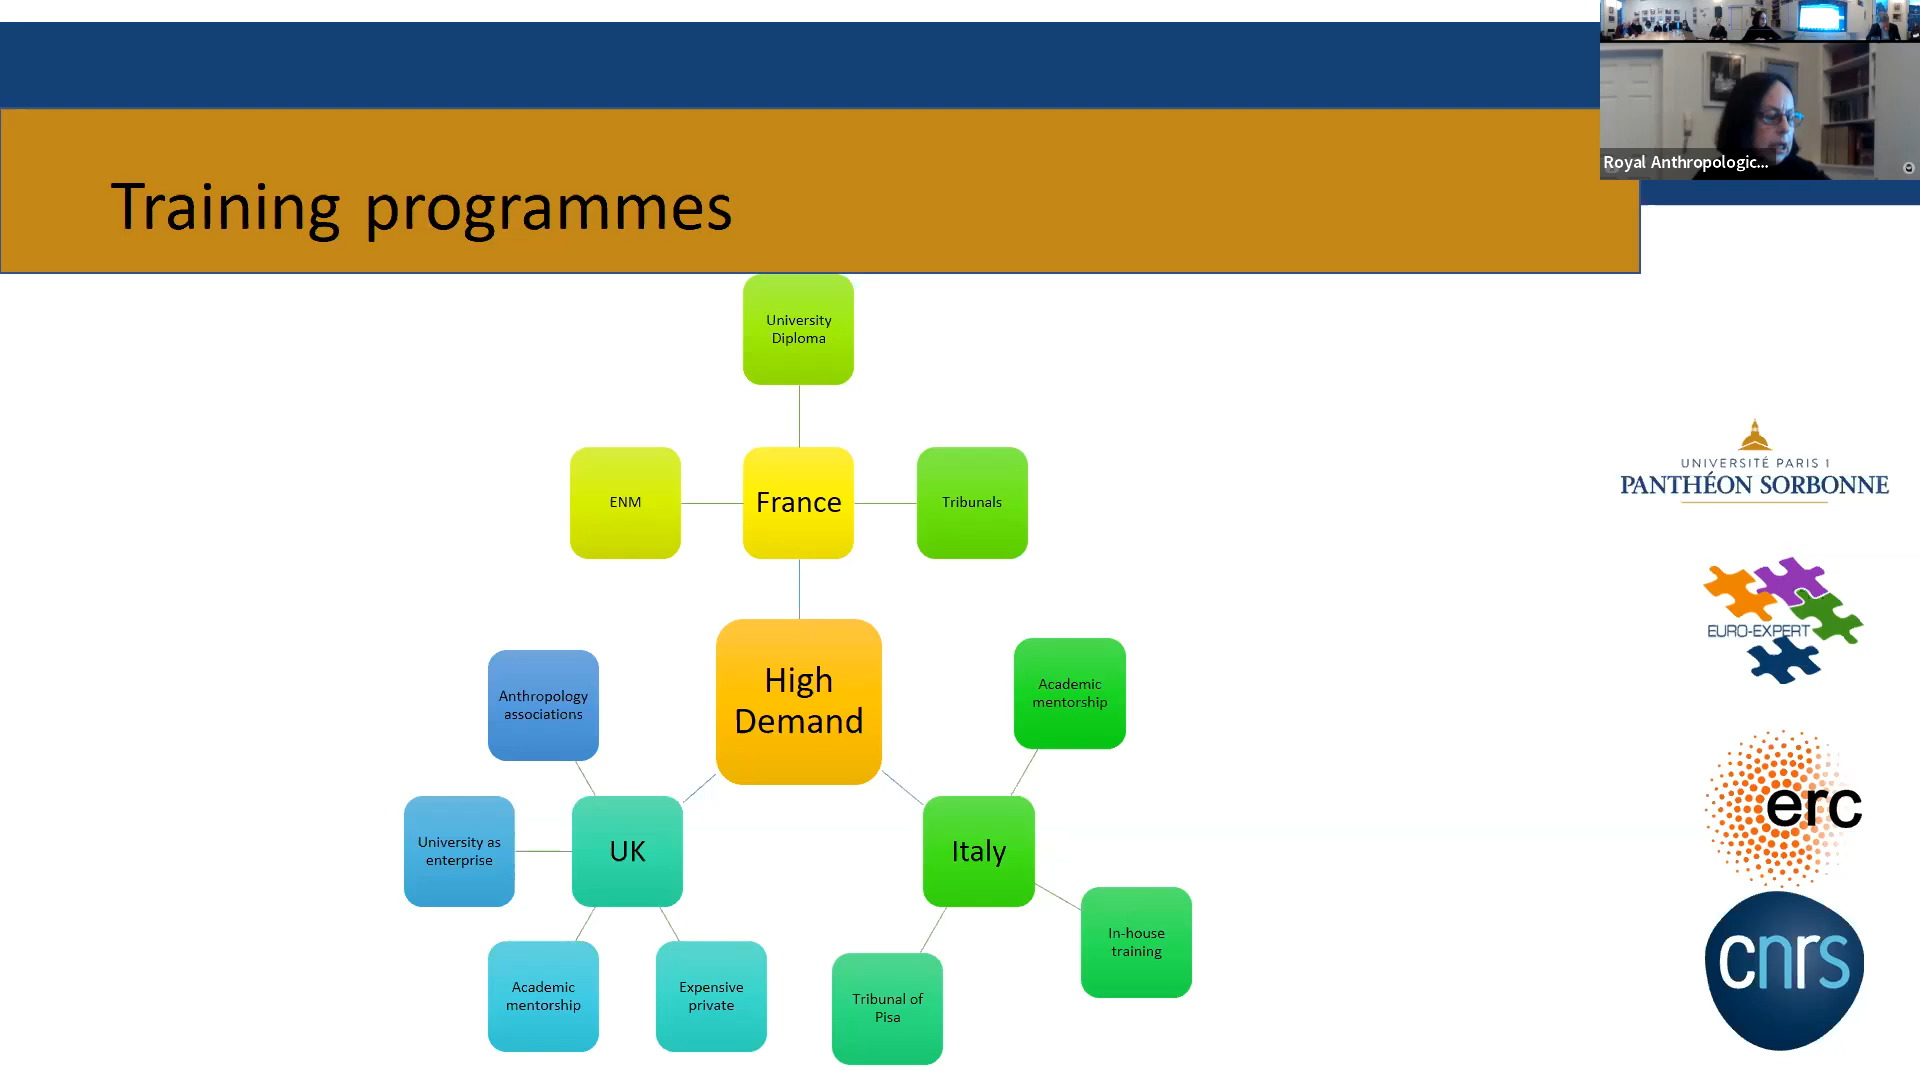 Royal Anthropologic...
Training programmes
University
Diploma
ENM
France
Tribunals
High
Demand
Anthropology
associations
Academic
mentorship
University as
enterprise
UK
Italy
Academic
mentorship
Expensive
private
In-house
training
Tribunal of
Pisa
UNIVERSITÉ PARIS 1
PANTHÉON SORBONNE
EURO-EXPERT
erc
cnrs